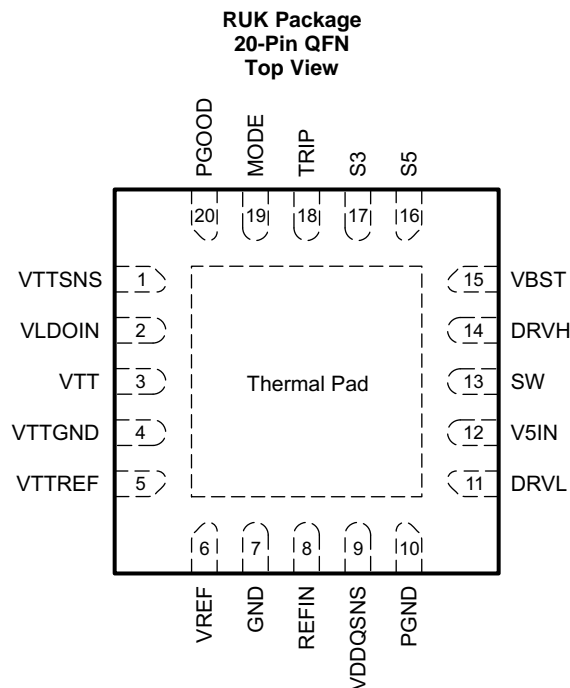 RUK Package
20-Pin QFN
Top View
PGOOD
MODE
TRIP
S3
S5
20
19
18
17
16
VTTSNS
1
15
VBST
VLDOIN
2
14
DRVH
VTT
3
Thermal Pad
13
SW
VTTGND
4
12
V5IN
VTTREF
5
11
DRVL
6
7
8
9
10
VREF
GND
REFIN
VDDQSNS
PGND